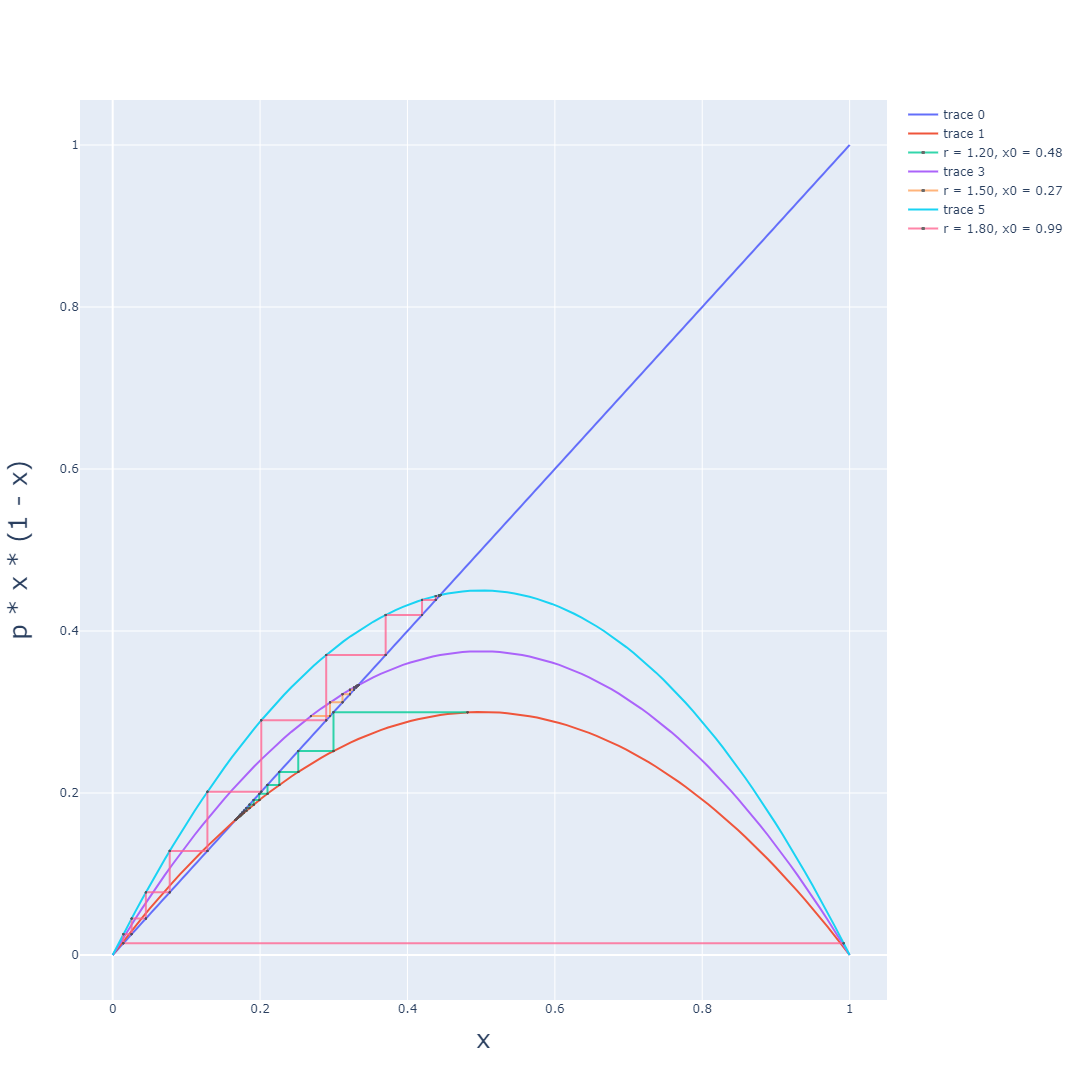 trace 0
trace 1
r = 1.20, x0 = 0.48
trace 3
r = 1.50, x0 = 0.27
trace 5
r = 1.80, x0 = 0.99
1
0.8
0.6
0.4
0.2
0
p * x * (1 - x)
0 0.2 0.4 0.6 0.8 1
x